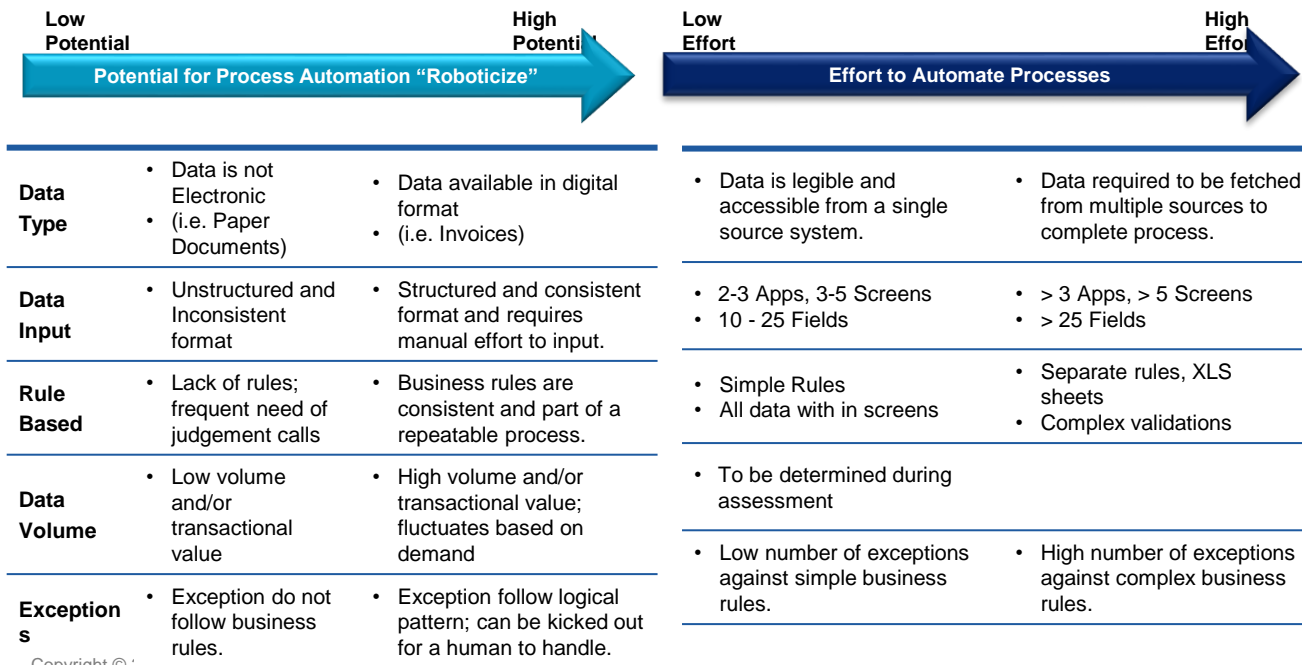 Low
Potential
High
Potential
Low
Effort
High
Effort
Potential for Process Automation “Roboticize”
Effort to Automate Processes
Data
Type
• Data is not
Electronic
• (i.e. Paper
Documents)
• Data available in digital
format
• (i.e. Invoices)
• Data is legible and
accessible from a single
source system.
• Data required to be fetched
from multiple sources to
complete process.
Data
Input
• Unstructured and
Inconsistent
format
• Structured and consistent
format and requires
manual effort to input.
• 2-3 Apps, 3-5 Screens
• 10 - 25 Fields
• > 3 Apps, > 5 Screens
• > 25 Fields
Rule
Based
• Lack of rules;
frequent need of
judgement calls
• Business rules are
consistent and part of a
repeatable process.
• Simple Rules
• All data with in screens
• Separate rules, XLS
sheets
• Complex validations
Data
Volume
• Low volume
and/or
transactional
value
• High volume and/or
transactional value;
fluctuates based on
demand
• To be determined during
assessment
Exception
s
• Exception do not
follow business
rules.
• Exception follow logical
pattern; can be kicked out
for a human to handle.
• Low number of exceptions
against simple business
rules.
• High number of exceptions
against complex business
rules.
Copyright ©